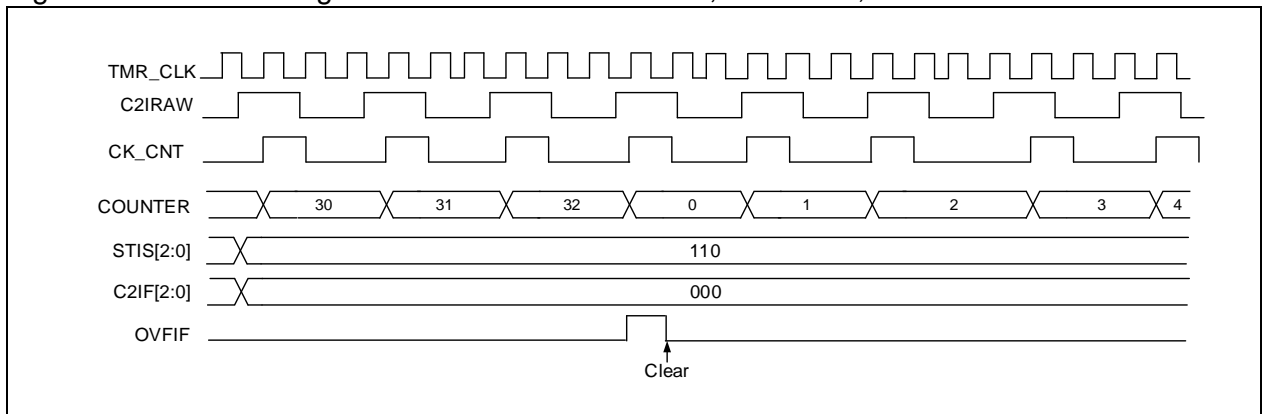 TMR_CLK
C2IRAW
CK_CNT
COUNTER 30 31 32 0 1 2 3 4
STIS[2:0] 110
C2IF[2:0] 000
OVFIF
Clear